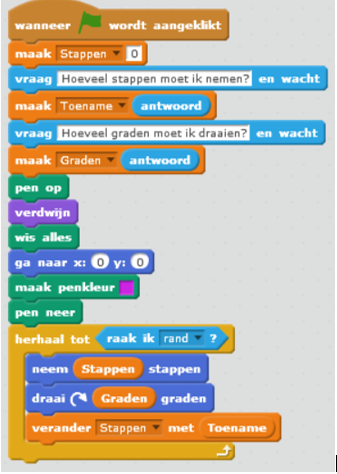 wanneer wordt aangeklikt
maak Stappen 0
vraag Hoeveel stappen moet ik nemen? en wacht
maak Toename antwoord
vraag Hoeveel graden moet ik draaien? en wacht
maak Graden antwoord
pen op
verdwijn
wis alles
ga naar x: 0 y: 0
maak penkleur
pen neer
herhaal tot raak ik rand ?
neem Stappen stappen
draai Graden graden
verander Stappen met Toename